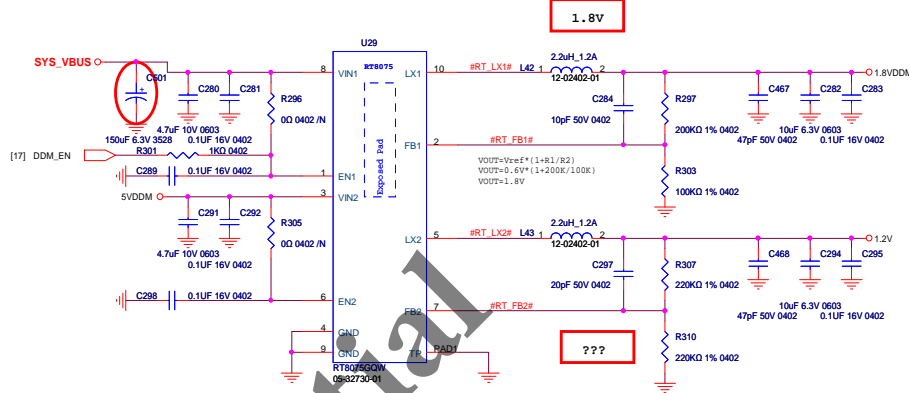 1.8V
U29
RT8075
SYS_VBUS
C501
+
150uF 6.3V 3528
C280
C281
4.7uF 10V 0603
0.1UF 16V 0402
R296
0Ω 0402 /N
[17] DDM_EN
R301
1KΩ 0402
C289
0.1UF 16V 0402
5VDDM
C291
C292
4.7uF 10V 0603
0.1UF 16V 0402
R305
0Ω 0402 /N
C298
0.1UF 16V 0402
8
VIN1
1
EN1
3
VIN2
6
EN2
4
GND
9
GND
Exposed Pad
LX1
10
FB1
2
LX2
5
FB2
7
TP
PAD1
RT8075GQW
05-32730-01
#RT_LX1#
L42
1
2.2uH_1.2A
2
12-02402-01
C284
10pF 50V 0402
R297
200KΩ 1% 0402
C467
C282
C283
10uF 6.3V 0603
47pF 50V 0402
0.1UF 16V 0402
1.8VDDM
#RT_FB1#
VOUT=Vref*(1+R1/R2)
VOUT=0.6V*(1+200K/100K)
VOUT=1.8V
R303
100KΩ 1% 0402
#RT_LX2#
L43
1
2.2uH_1.2A
2
12-02402-01
C297
20pF 50V 0402
R307
220KΩ 1% 0402
C468
C294
C295
10uF 6.3V 0603
47pF 50V 0402
0.1UF 16V 0402
1.2V
#RT_FB2#
R310
220KΩ 1% 0402
???
tial